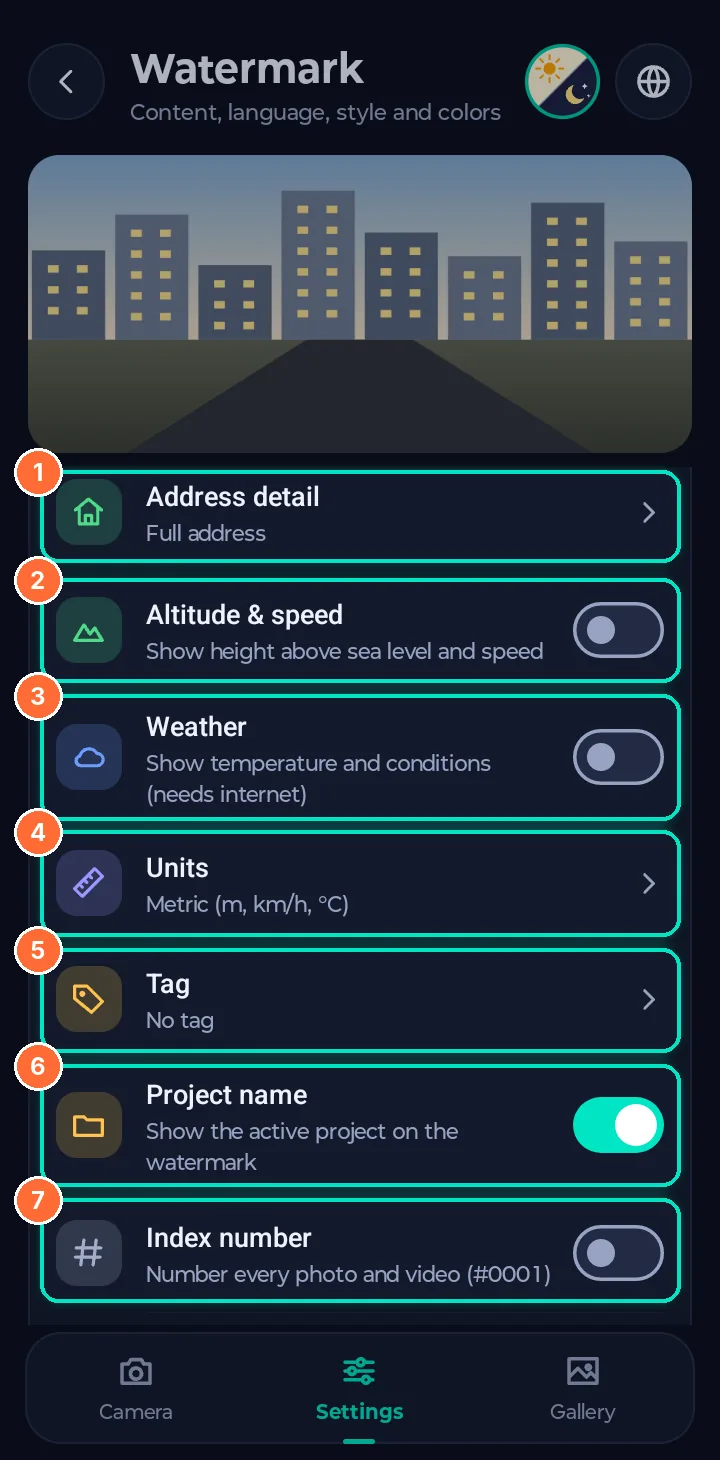 Watermark
Content, language, style and colors
1
Address detail
Full address
2
Altitude & speed
Show height above sea level and speed
3
Weather
Show temperature and conditions
(needs internet)
4
Units
Metric (m, km/h, °C)
5
Tag
No tag
6
Project name
Show the active project on the
watermark
7
Index number
Number every photo and video (#0001)
Camera
Settings
Gallery